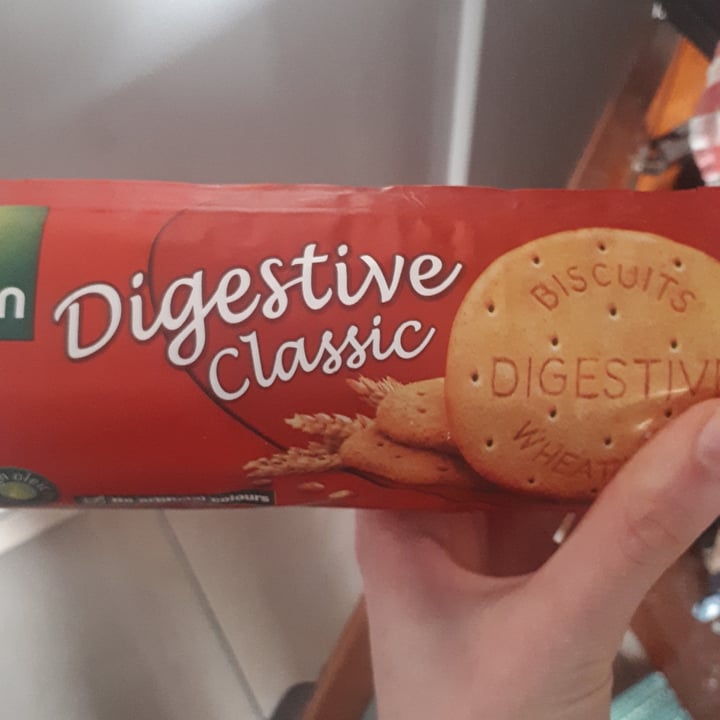 n
Digestive
Classic
BISCUITS
DIGESTIVE
WHEAT
No artificial colours